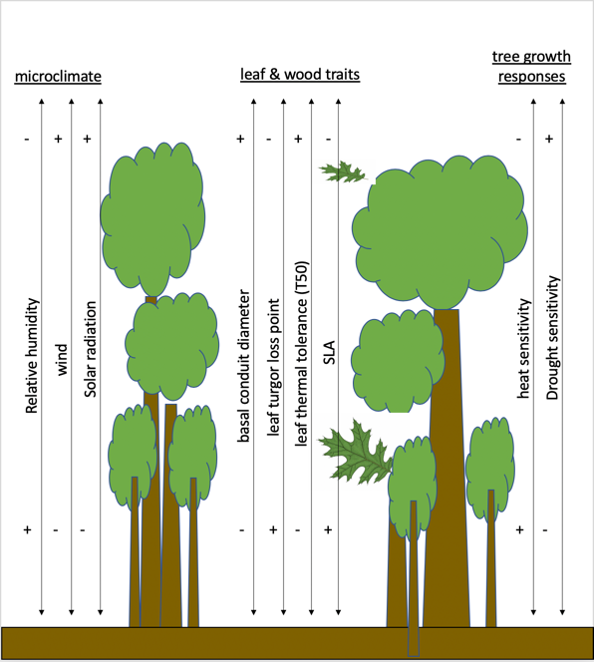 microclimate
leaf & wood traits
tree growth
responses
- + + + - + - - +
Relative humidity
wind
Solar radiation
basal conduit diameter
leaf turgor loss point
leaf thermal tolerance (T50)
SLA
heat sensitivity
Drought sensitivity
+ - - - + - + + -